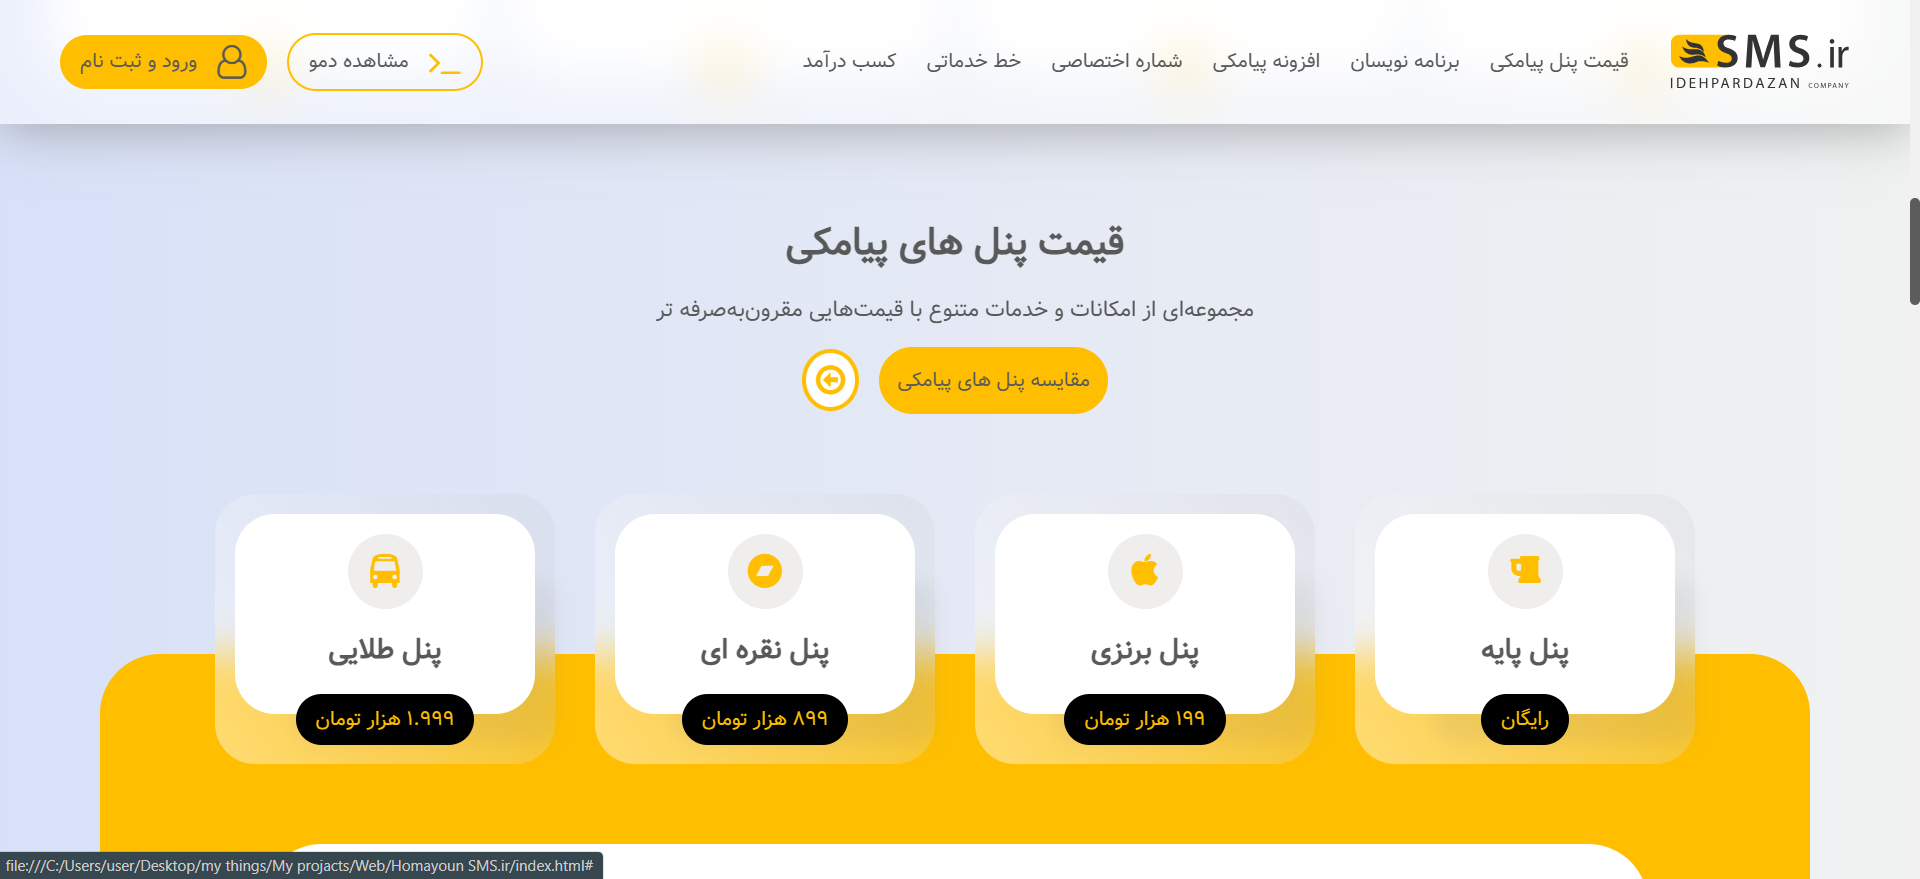 SMS.ir
IDEHPARDAZAN COMPANY
قیمت پنل پیامکی
برنامه نویسان
افزونه پیامکی
شماره اختصاصی
خط خدماتی
کسب درآمد
مشاهده دمو
ورود و ثبت نام
قیمت پنل های پیامکی
مجموعه‌ای از امکانات و خدمات متنوع با قیمت‌هایی مقرون‌به‌صرفه تر
مقایسه پنل های پیامکی
پنل پایه
رایگان
پنل برنزی
۱۹۹ هزار تومان
پنل نقره ای
۸۹۹ هزار تومان
پنل طلایی
۱.۹۹۹ هزار تومان
file:///C:/Users/user/Desktop/my things/My projacts/Web/Homayoun SMS.ir/index.html#